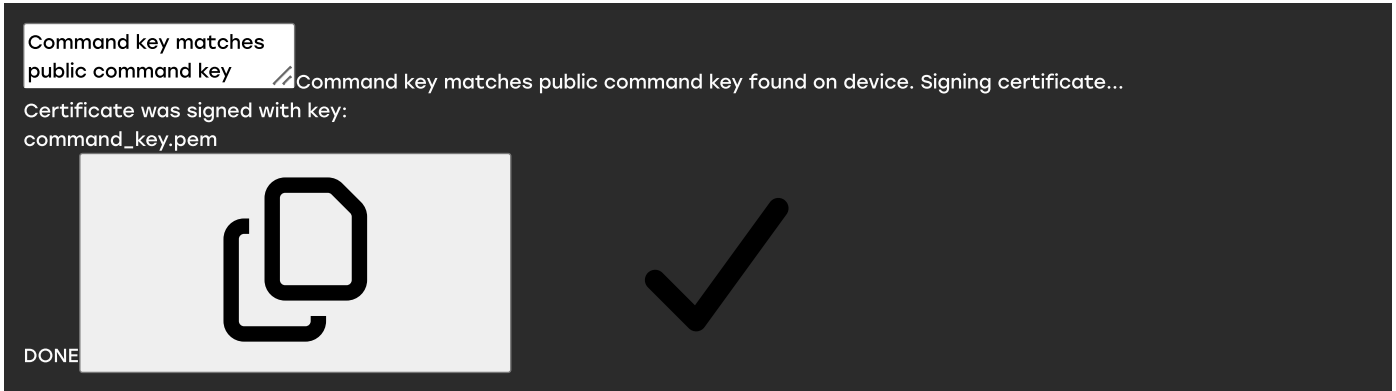 Command key matches
public command key
Command key matches public command key found on device. Signing certificate...
Certificate was signed with key:
command_key.pem
DONE